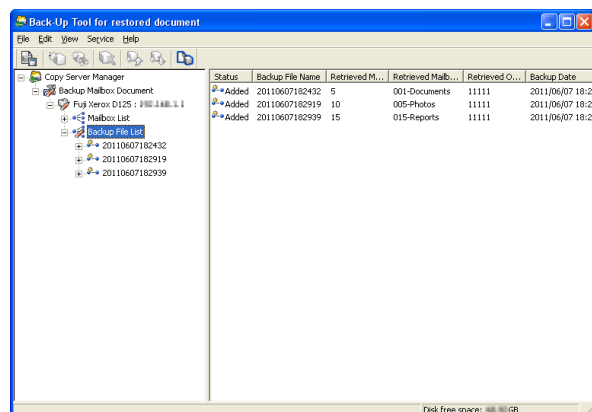 Back-Up Tool for restored document
File Edit View Service Help
Copy Server Manager
Backup Mailbox Document
Fuji Xerox D125 :
Mailbox List
Backup File List
20110607182432
20110607182919
20110607182939
Status Backup File Name Retrieved M... Retrieved Mailb... Retrieved O... Backup Date
Added 20110607182432 5 001-Documents 11111 2011/06/07 18:2
Added 20110607182919 10 005-Photos 11111 2011/06/07 18:2
Added 20110607182939 15 015-Reports 11111 2011/06/07 18:2
Disk free space: GB